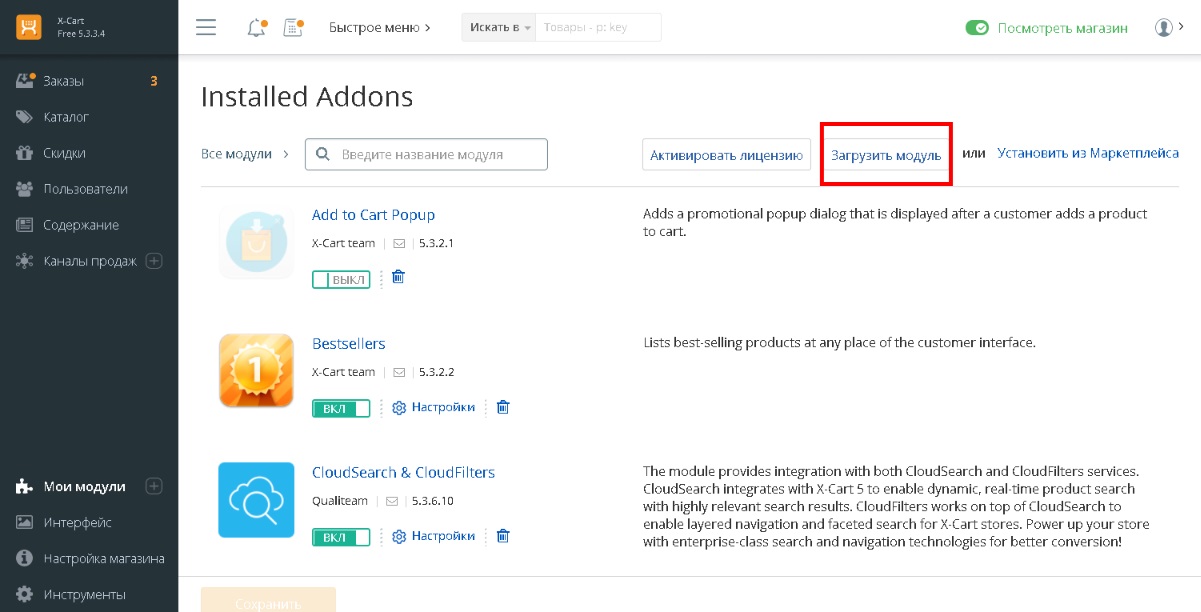 X-Cart
Free 5.3.3.4
Быстрое меню
Искать в
Товары - p: key
Посмотреть магазин
Заказы 3
Каталог
Скидки
Пользователи
Содержание
Каналы продаж
Мои модули
Интерфейс
Настройка магазина
Инструменты
Installed Addons
Все модули
Введите название модуля
Активировать лицензию
Загрузить модуль
или
Установить из Маркетплейса
Add to Cart Popup
X-Cart team 5.3.2.1
ВЫКЛ
Adds a promotional popup dialog that is displayed after a customer adds a product
to cart.
Bestsellers
X-Cart team 5.3.2.2
ВКЛ Настройки
Lists best-selling products at any place of the customer interface.
CloudSearch & CloudFilters
Qualiteam 5.3.6.10
ВКЛ Настройки
The module provides integration with both CloudSearch and CloudFilters services.
CloudSearch integrates with X-Cart 5 to enable dynamic, real-time product search
with highly relevant search results. CloudFilters works on top of CloudSearch to
enable layered navigation and faceted search for X-Cart stores. Power up your store
with enterprise-class search and navigation technologies for better conversion!
Сохранить